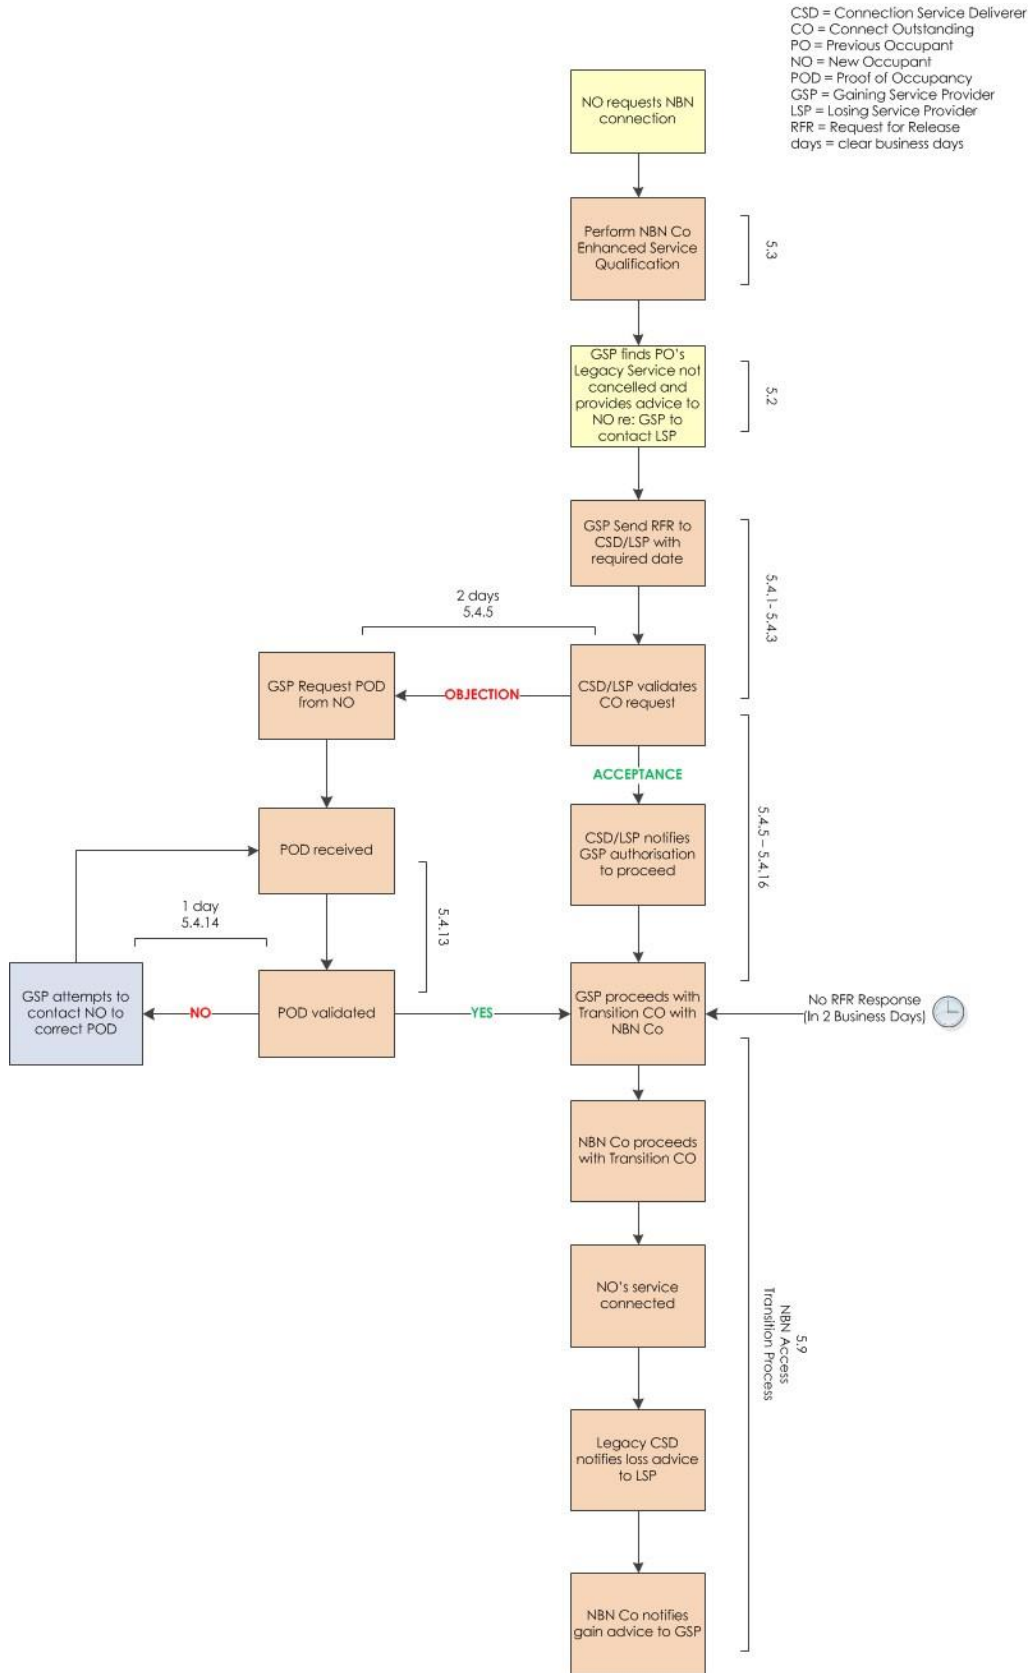 CSD = Connection Service Deliverer
CO = Connect Outstanding
PO = Previous Occupant
NO = New Occupant
POD = Proof of Occupancy
GSP = Gaining Service Provider
LSP = Losing Service Provider
RFR = Request for Release
days = clear business days
NO requests NBN
connection
Perform NBN Co
Enhanced Service
Qualification
5.3
GSP finds PO's
Legacy Service not
cancelled and
provides advice to
NO re: GSP to
contact LSP
5.2
GSP Send RFR to
CSD/LSP with
required date
5.4.1- 5.4.3
2 days
5.4.5
GSP Request POD
from NO
OBJECTION
CSD/LSP validates
CO request
ACCEPTANCE
POD received
CSD/LSP notifies
GSP authorisation
to proceed
5.4.5 – 5.4.16
5.4.13
1 day
5.4.14
GSP attempts to
contact NO to
correct POD
NO
POD validated
YES
GSP proceeds with
Transition CO with
NBN Co
No RFR Response
(In 2 Business Days)
NBN Co proceeds
with Transition CO
NO's service
connected
5.9
NBN Access
Transition Process
Legacy CSD
notifies loss advice
to LSP
NBN Co notifies
gain advice to GSP